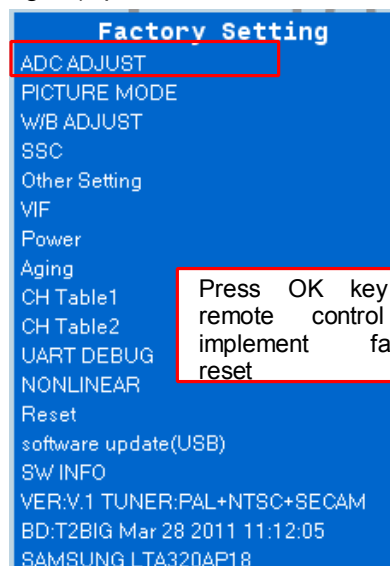 Factory Setting
ADC ADJUST
PICTURE MODE
W/B ADJUST
SSC
Other Setting
VIF
Power
Aging
CH Table1
CH Table2
UART DEBUG
NONLINEAR
Reset
software update(USB)
SW INFO
VER:V.1 TUNER:PAL+NTSC+SECAM
BD:T2BIG Mar 28 2011 11:12:05
SAMSUNG LTA320AP18
Press OK key
remote control
implement fa
reset